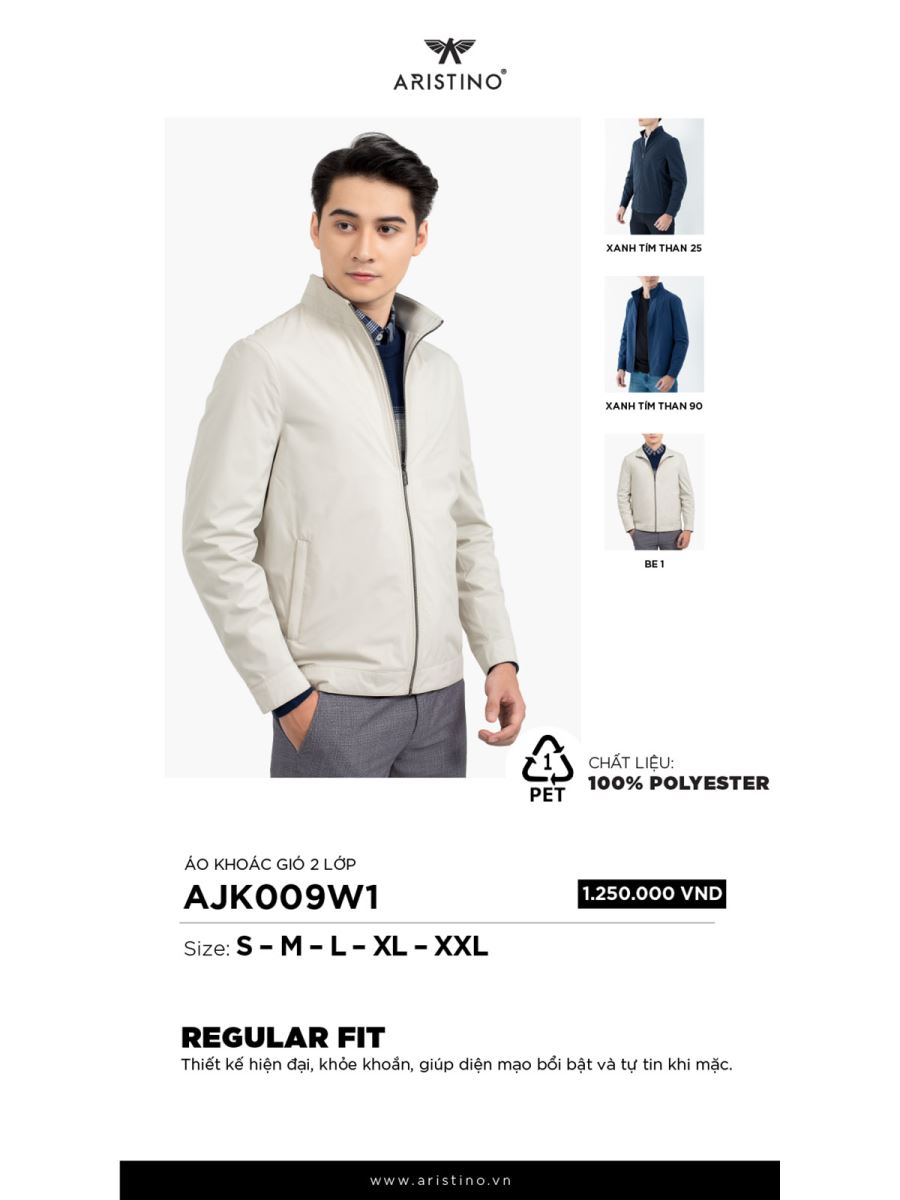 ARISTINO®
XANH TÍM THAN 25
XANH TÍM THAN 90
BE 1
1
PET
CHẤT LIỆU:
100% POLYESTER
ÁO KHOÁC GIÓ 2 LỚP
AJK009W1
1.250.000 VND
Size: S – M – L – XL – XXL
REGULAR FIT
Thiết kế hiện đại, khỏe khoắn, giúp diện mạo bổi bật và tự tin khi mặc.
www.aristino.vn